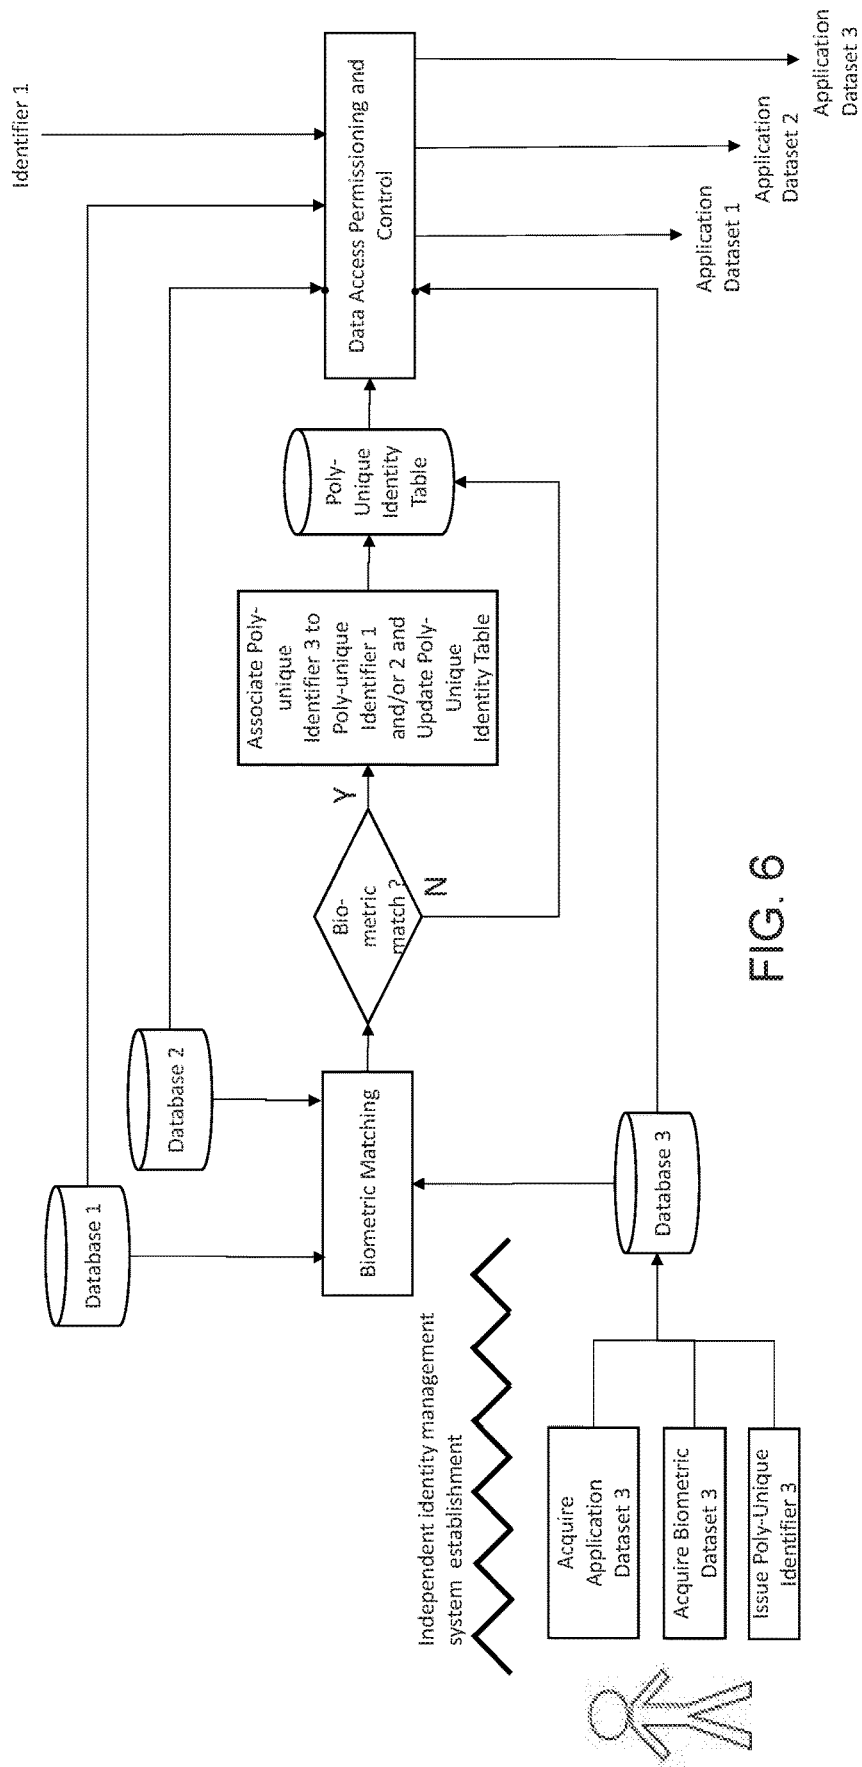 Identifier 1
Database 1
Database 2
Biometric Matching
Bio-
metric
match ?
Y
N
Associate Poly-
unique
Identifier 3 to
Poly-unique
Identifier 1
and/or 2 and
Update Poly-
Unique
Identity Table
Poly-
Unique
Identity
Table
Data Access Permissioning and
Control
Independent identity management
system establishment
Acquire
Application
Dataset 3
Acquire Biometric
Dataset 3
Issue Poly-Unique
Identifier 3
Database 3
Application
Dataset 1
Application
Dataset 2
Application
Dataset 3
FIG. 6